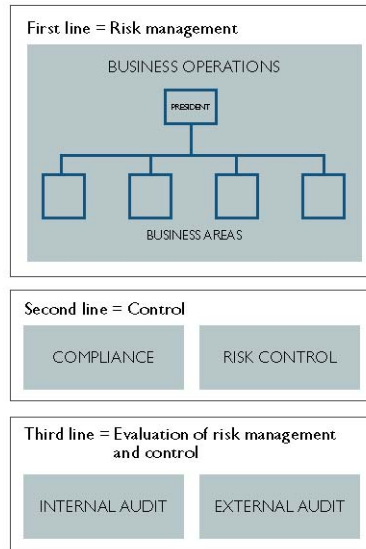 First line = Risk management
BUSINESS OPERATIONS
PRESIDENT
BUSINESS AREAS
Second line = Control
COMPLIANCE
RISK CONTROL
Third line = Evaluation of risk management
and control
INTERNAL AUDIT
EXTERNAL AUDIT